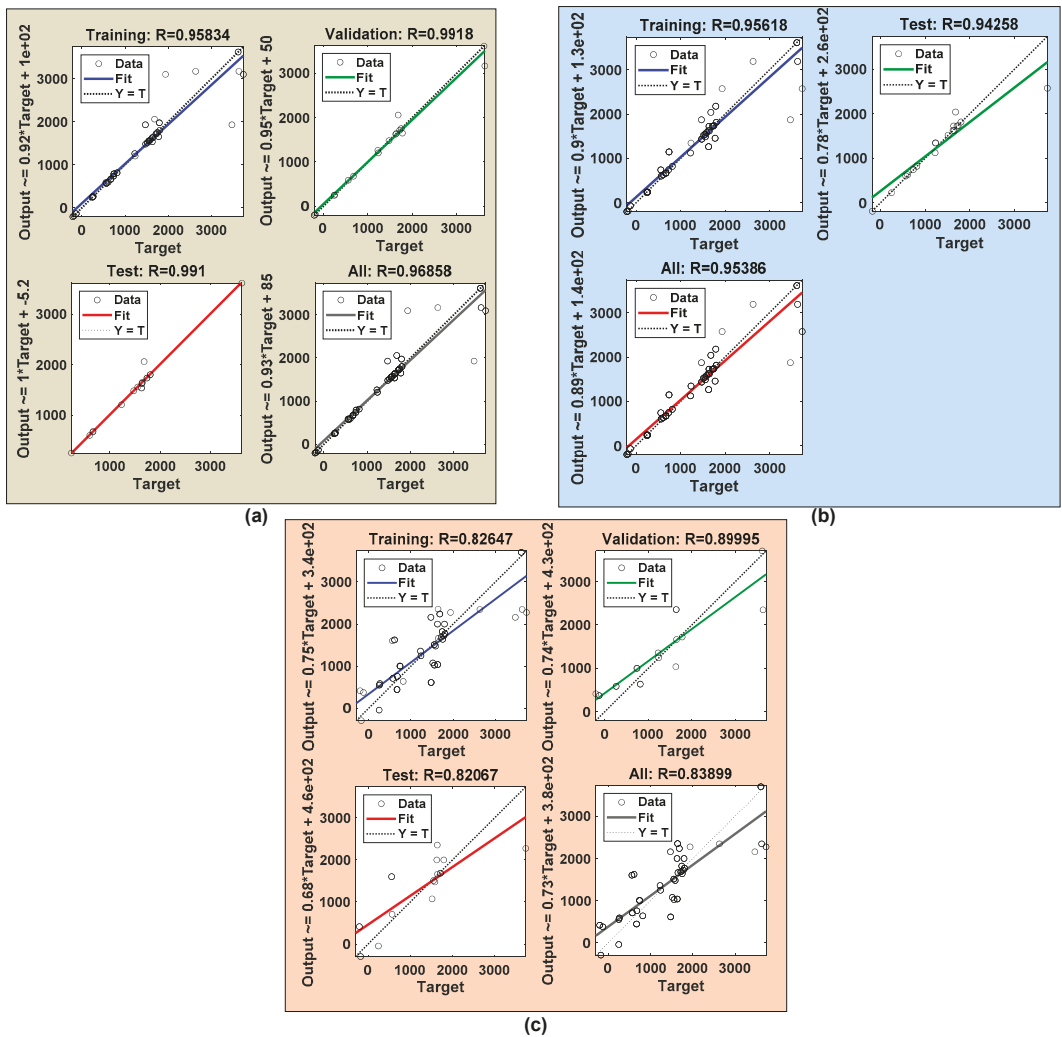 Training: R=0.95834
Output ~= 0.92*Target + 1e+02
Data
Fit
Y = T
3000
2000
1000
0
0 1000 2000 3000
Target
Validation: R=0.9918
Output ~= 0.95*Target + 50
Data
Fit
Y = T
3000
2000
1000
0
0 1000 2000 3000
Target
Test: R=0.991
Output ~= 1*Target + -5.2
Data
Fit
Y = T
3000
2000
1000
1000 2000 3000
Target
All: R=0.96858
Output ~= 0.93*Target + 85
Data
Fit
Y = T
3000
2000
1000
0
0 1000 2000 3000
Target
(a)
Training: R=0.95618
Output ~= 0.9*Target + 1.3e+02
Data
Fit
Y = T
3000
2000
1000
0
0 1000 2000 3000
Target
Test: R=0.94258
Output ~= 0.78*Target + 2.6e+02
Data
Fit
Y = T
3000
2000
1000
0
0 1000 2000 3000
Target
All: R=0.95386
Output ~= 0.89*Target + 1.4e+02
Data
Fit
Y = T
3000
2000
1000
0
0 1000 2000 3000
Target
(b)
Training: R=0.82647
Output ~= 0.75*Target + 3.4e+02
Data
Fit
Y = T
3000
2000
1000
0
0 1000 2000 3000
Target
Validation: R=0.89995
Output ~= 0.74*Target + 4.3e+02
Data
Fit
Y = T
3000
2000
1000
0
0 1000 2000 3000
Target
Test: R=0.82067
Output ~= 0.68*Target + 4.6e+02
Data
Fit
Y = T
3000
2000
1000
0
0 1000 2000 3000
Target
All: R=0.83899
Output ~= 0.73*Target + 3.8e+02
Data
Fit
Y = T
3000
2000
1000
0
0 1000 2000 3000
Target
(c)